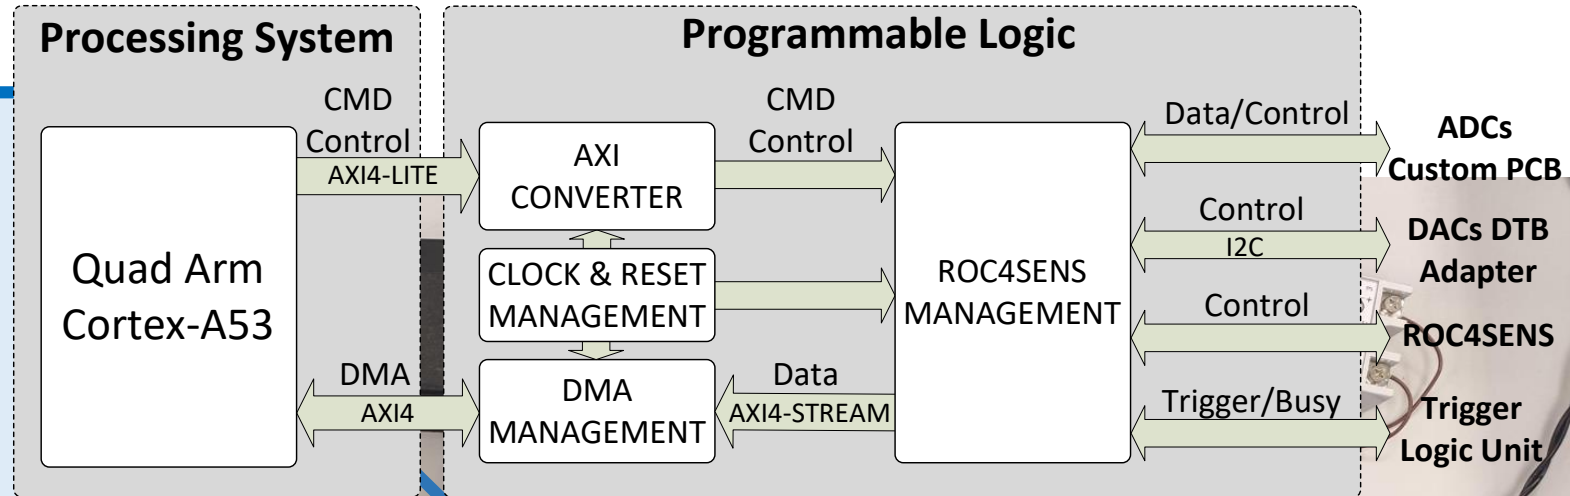 Processing System
Programmable Logic
CMD
Control
AXI4-LITE
Quad Arm
Cortex-A53
DMA
AXI4
AXI
CONVERTER
CLOCK & RESET
MANAGEMENT
DMA
MANAGEMENT
CMD
Control
Data
AXI4-STREAM
ROC4SENS
MANAGEMENT
Data/Control
Control
I2C
Control
Trigger/Busy
ADCs
Custom PCB
DACs DTB
Adapter
ROC4SENS
Trigger
Logic Unit